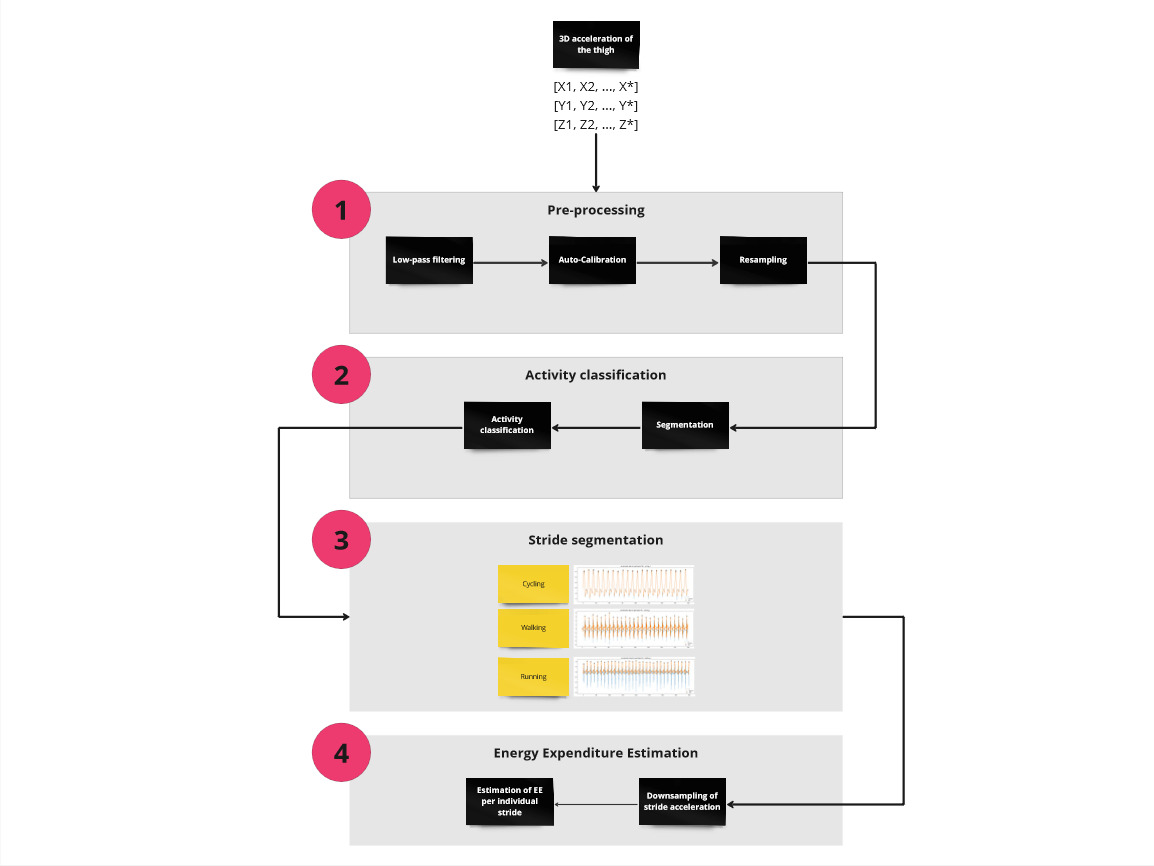 3D acceleration of
the thigh
[X1, X2, ..., X*]
[Y1, Y2, ..., Y*]
[Z1, Z2, ..., Z*]
1
Pre-processing
Low-pass filtering
Auto-Calibration
Resampling
2
Activity classification
Activity
classification
Segmentation
3
Stride segmentation
Cycling
Walking
Running
4
Energy Expenditure Estimation
Estimation of EE
per individual
stride
Downsampling of
stride acceleration